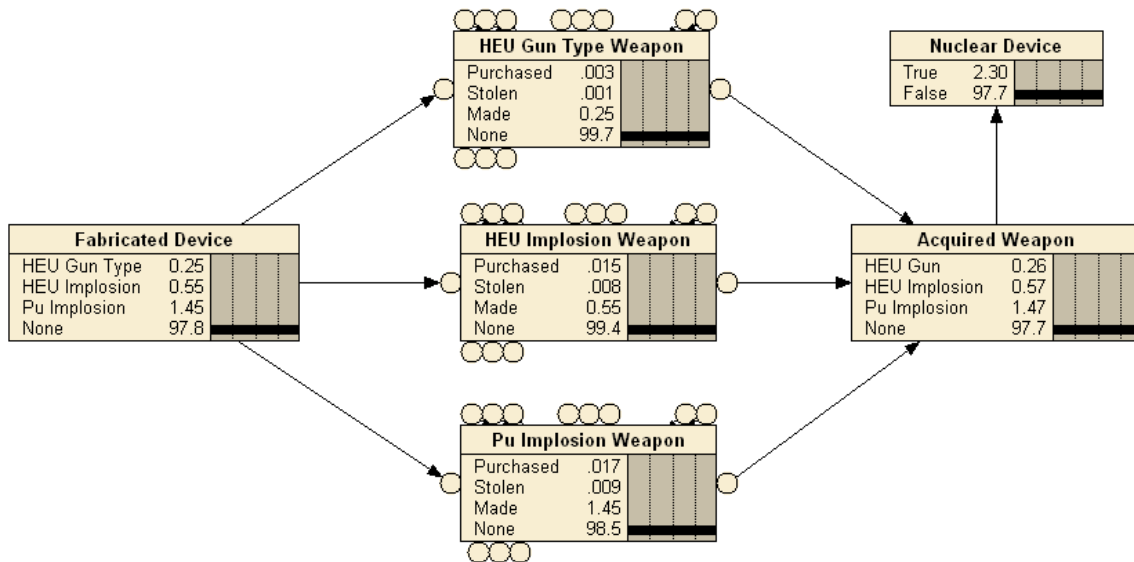 HEU Gun Type Weapon
Purchased .003
Stolen .001
Made 0.25
None 99.7
Nuclear Device
True 2.30
False 97.7
Fabricated Device
HEU Gun Type 0.25
HEU Implosion 0.55
Pu Implosion 1.45
None 97.8
HEU Implosion Weapon
Purchased .015
Stolen .008
Made 0.55
None 99.4
Acquired Weapon
HEU Gun 0.26
HEU Implosion 0.57
Pu Implosion 1.47
None 97.7
Pu Implosion Weapon
Purchased .017
Stolen .009
Made 1.45
None 98.5